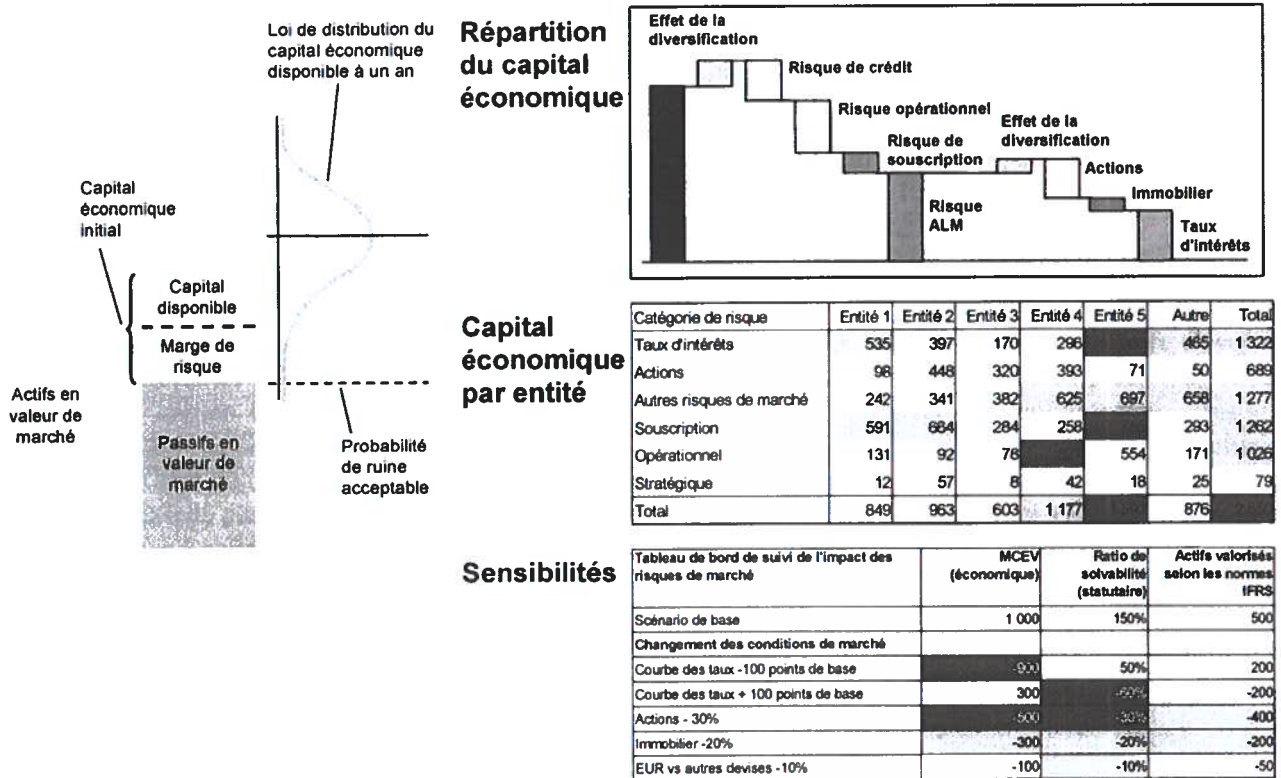 Loi de distribution du
capital économique
disponible à un an
Capital
économique
initial
Capital
disponible
Marge de
risque
Actifs en
valeur de
marché
Passifs en
valeur de
marché
Probabilité
de ruine
acceptable
Répartition
du capital
économique
Effet de la
diversification
Risque de crédit
Risque opérationnel
Risque de
souscription
Effet de la
diversification
Actions
Immobilier
Risque
ALM
Taux
d'intérêts
Capital
économique
par entité
Catégorie de risque Entité 1 Entité 2 Entité 3 Entité 4 Entité 5 Autre Total
Taux d'intérêts 535 397 170 296 465 1 322
Actions 98 448 320 393 71 50 689
Autres risques de marché 242 341 382 625 697 658 1 277
Souscription 591 664 284 258 293 1 262
Opérationnel 131 92 78 554 171 1 026
Stratégique 12 57 8 42 18 25 79
Total 849 963 603 1 177 876
Sensibilités
Tableau de bord de suivi de l'impact des
risques de marché
MCEV
(économique)
Ratio de
solvabilité
(statutaire)
Actifs valorisés
selon les normes
IFRS
Scénario de base 1 000 150% 500
Changement des conditions de marché
Courbe des taux -100 points de base -900 50% 200
Courbe des taux + 100 points de base 300 -60% -200
Actions - 30% -500 -30% -400
Immobilier -20% -300 -20% -200
EUR vs autres devises -10% -100 -10% -50